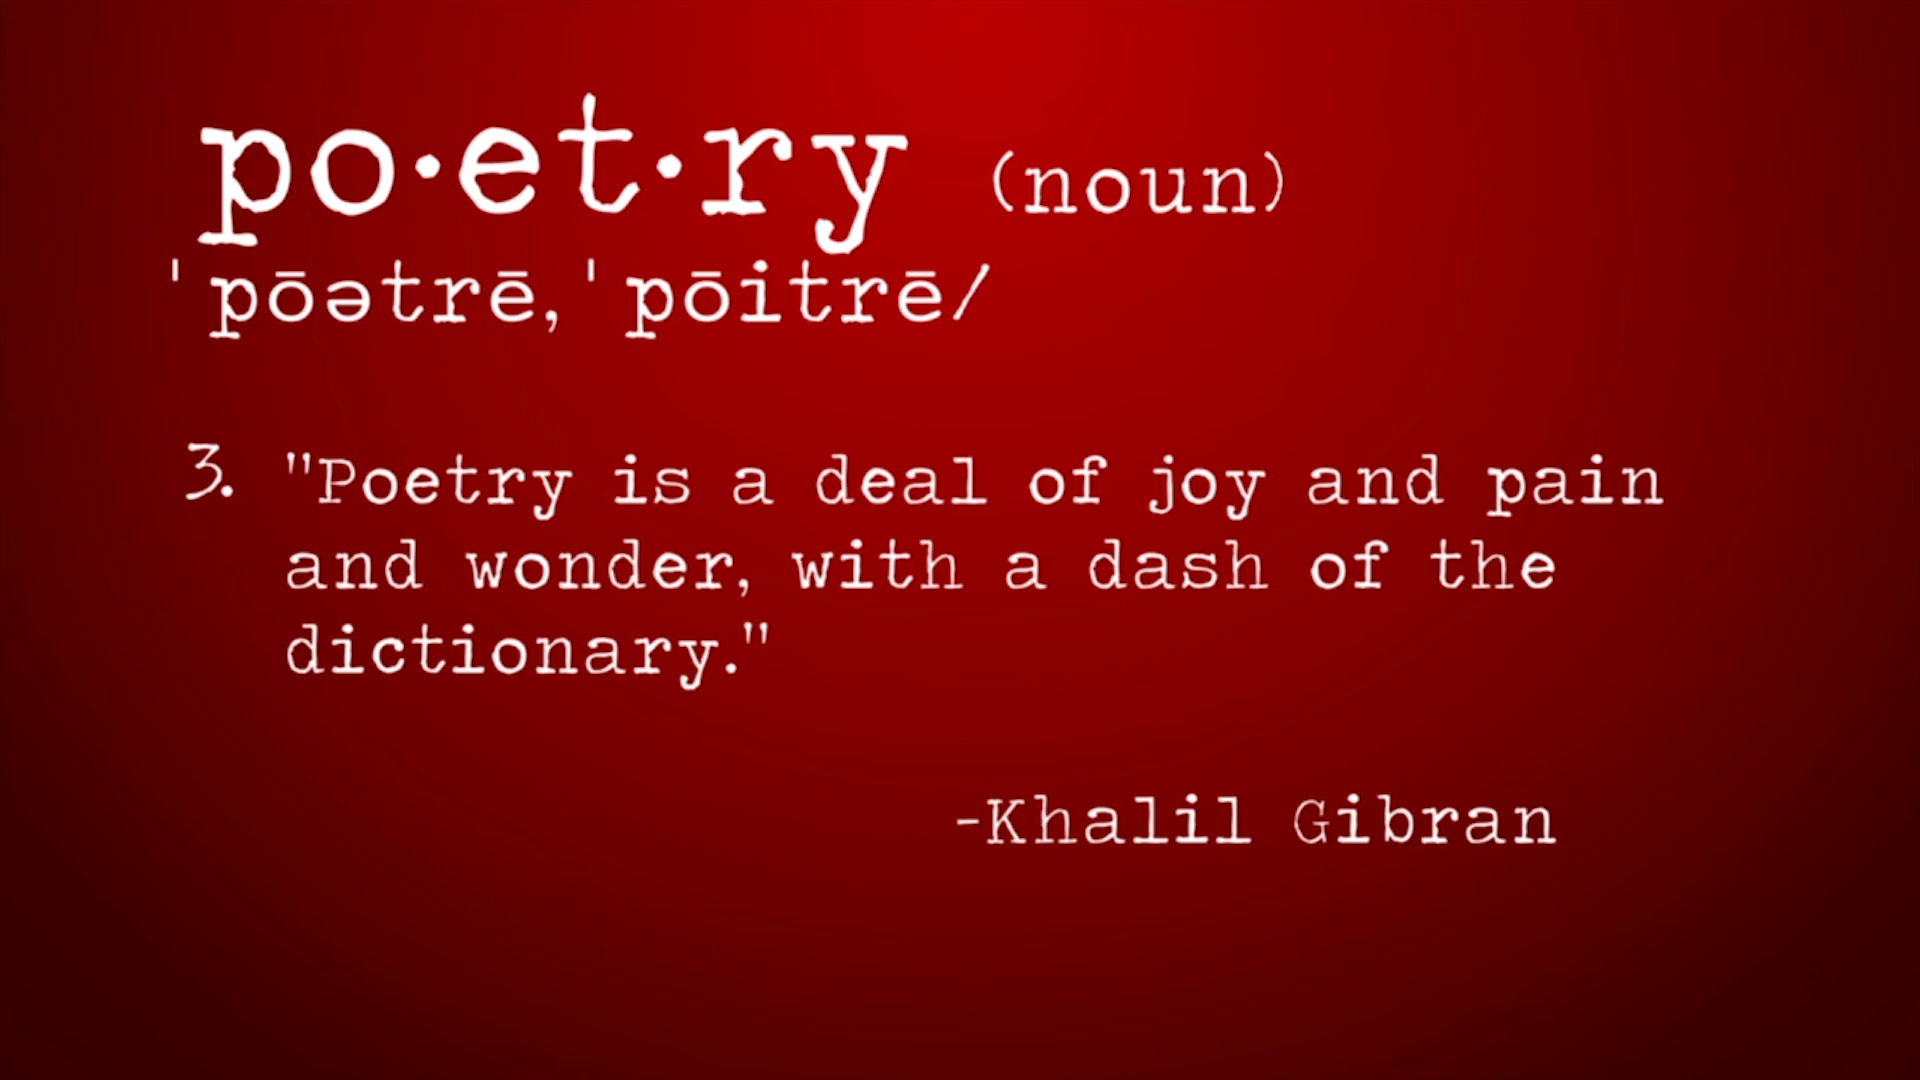 po·et·ry (noun)
ˈpōətrē,ˈpōitrē/
3. "Poetry is a deal of joy and pain
and wonder, with a dash of the
dictionary."
-Khalil Gibran